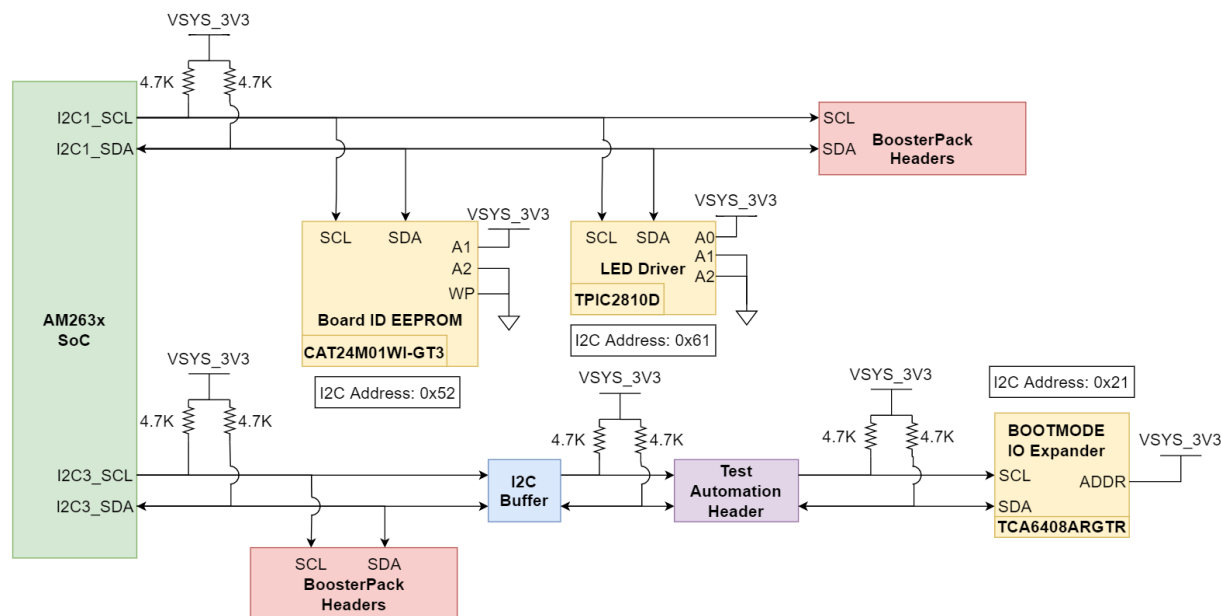 VSYS_3V3
4.7K
4.7K
I2C1_SCL
I2C1_SDA
SCL
SDA
BoosterPack
Headers
VSYS_3V3
SCL
SDA
A1
A2
WP
Board ID EEPROM
CAT24M01WI-GT3
I2C Address: 0x52
VSYS_3V3
SCL
SDA
A0
A1
A2
LED Driver
TPIC2810D
I2C Address: 0x61
AM263x
SoC
VSYS_3V3
4.7K
4.7K
I2C3_SCL
I2C3_SDA
SCL
SDA
BoosterPack
Headers
I2C
Buffer
VSYS_3V3
4.7K
4.7K
Test
Automation
Header
VSYS_3V3
4.7K
4.7K
I2C Address: 0x21
BOOTMODE
IO Expander
SCL
SDA
ADDR
VSYS_3V3
TCA6408ARGTR